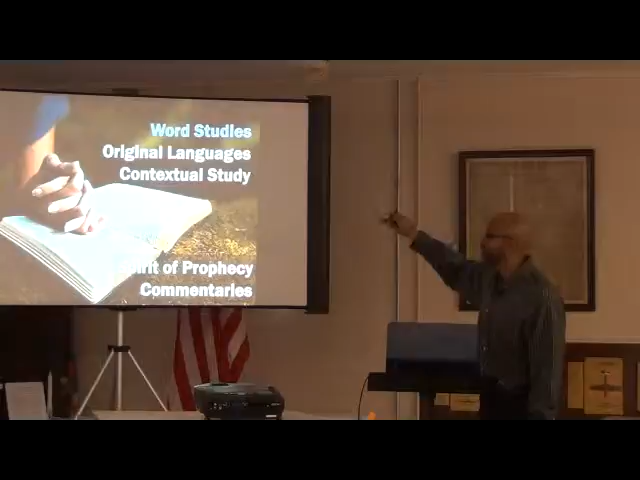 Word Studies
Original Languages
Contextual Study
of Prophecy
Commentaries